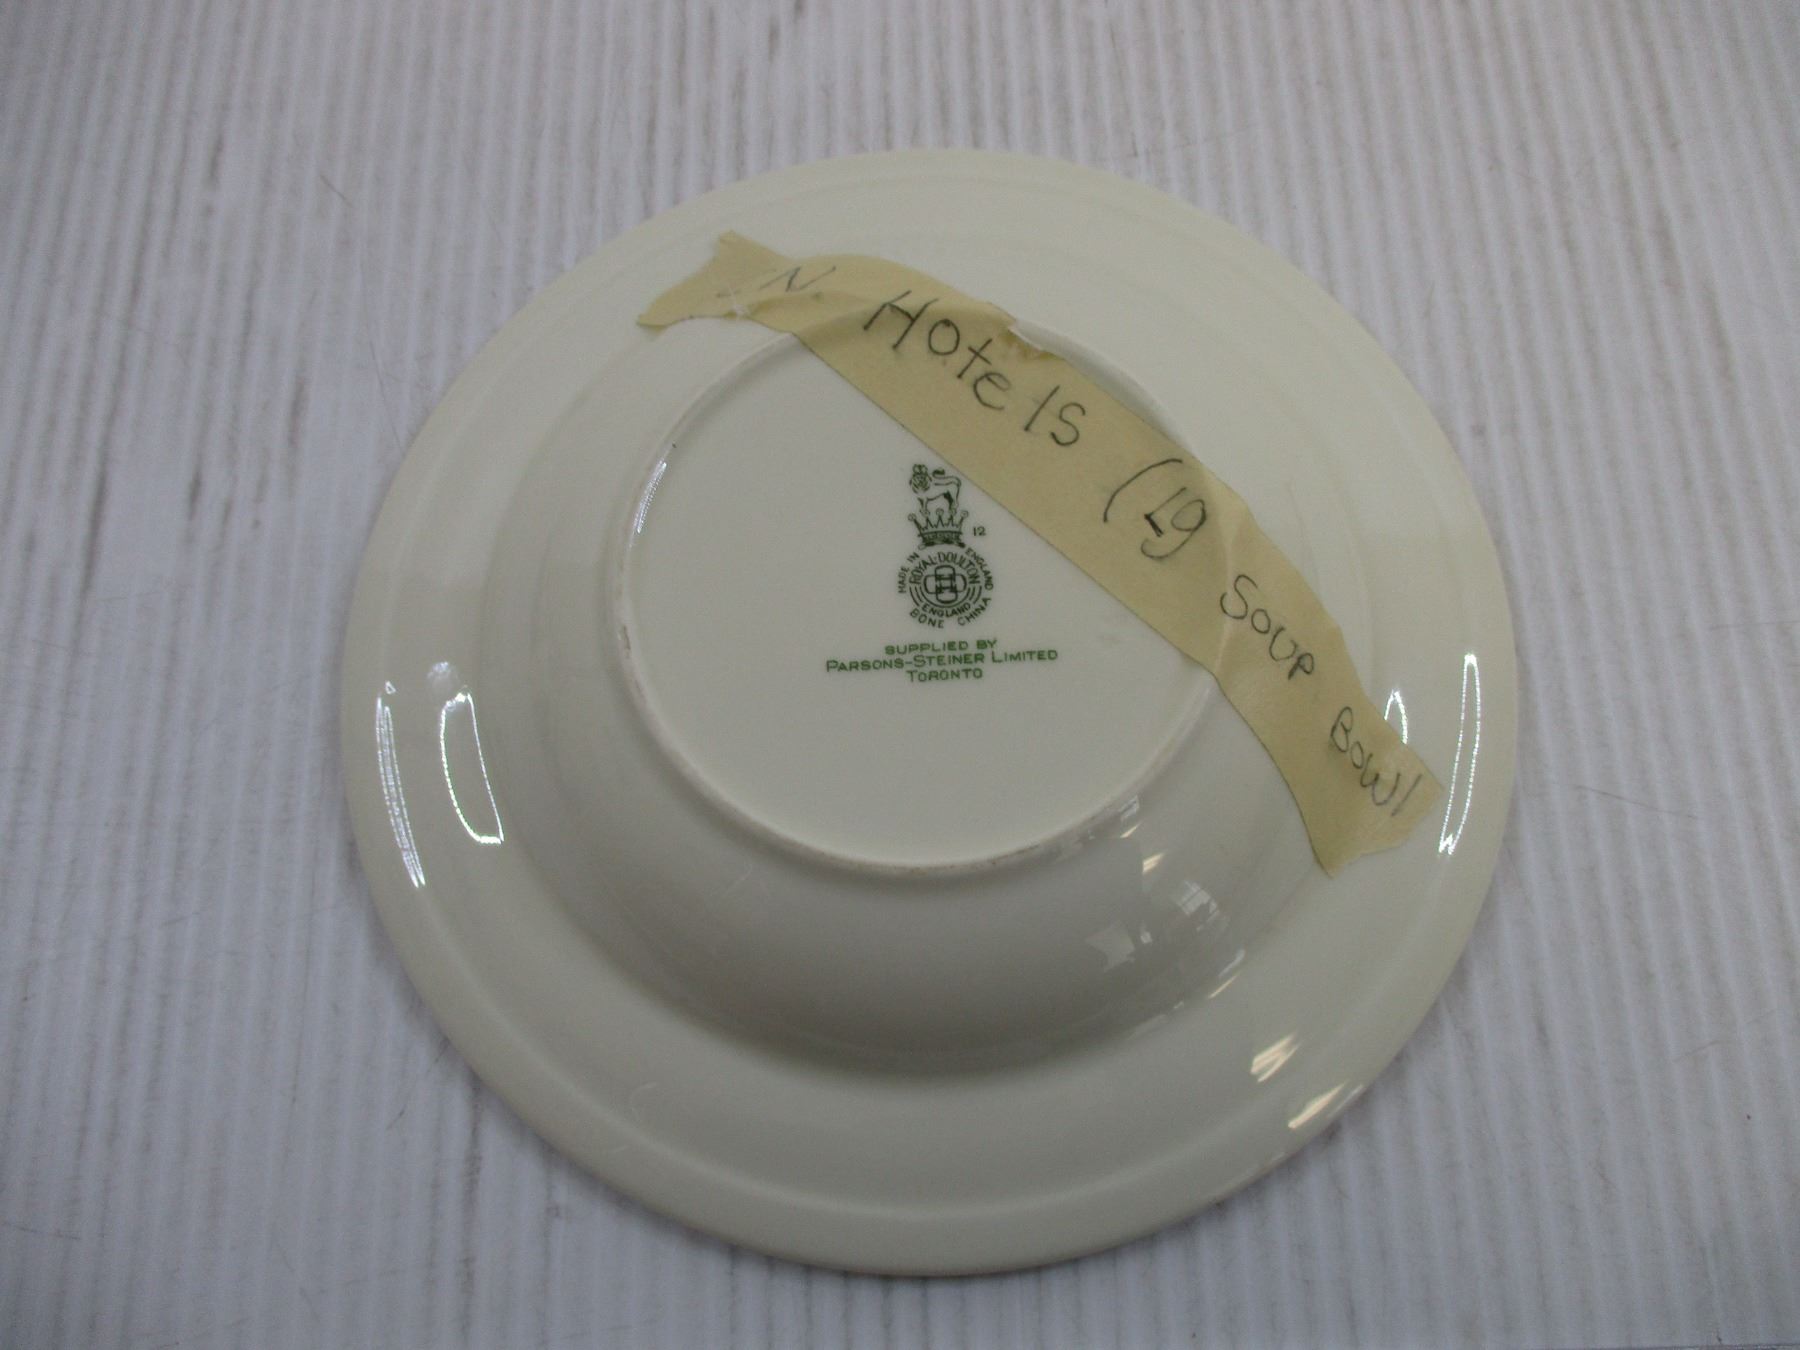 N. Hotels (Lg Soup Bowl
12
MADE IN ENGLAND
ROYAL·DOULTON
ENGLAND
BONE CHINA
SUPPLIED BY
PARSONS-STEINER LIMITED
TORONTO